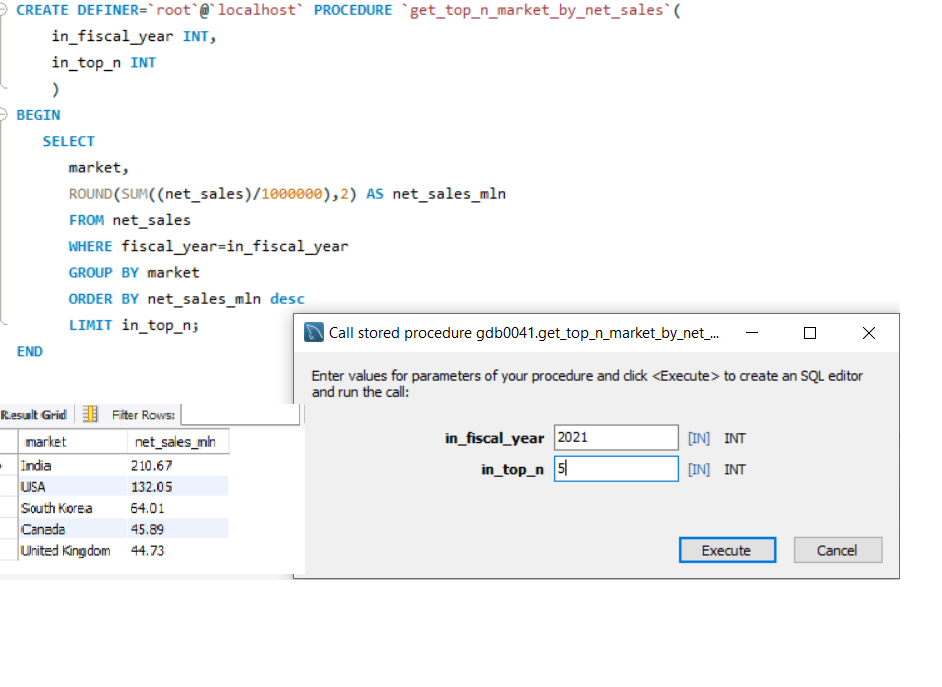 CREATE DEFINER=`root`@`localhost` PROCEDURE `get_top_n_market_by_net_sales`(
in_fiscal_year INT,
in_top_n INT
)
BEGIN
SELECT
market,
ROUND(SUM((net_sales)/1000000),2) AS net_sales_mln
FROM net_sales
WHERE fiscal_year=in_fiscal_year
GROUP BY market
ORDER BY net_sales_mln desc
LIMIT in_top_n;
END
Call stored procedure gdb0041.get_top_n_market_by_net_...
Enter values for parameters of your procedure and click <Execute> to create an SQL editor
and run the call:
in_fiscal_year 2021 [IN] INT
in_top_n 5 [IN] INT
Execute Cancel
Result Grid Filter Rows:
market net_sales_mln
India 210.67
USA 132.05
South Korea 64.01
Canada 45.89
United Kingdom 44.73